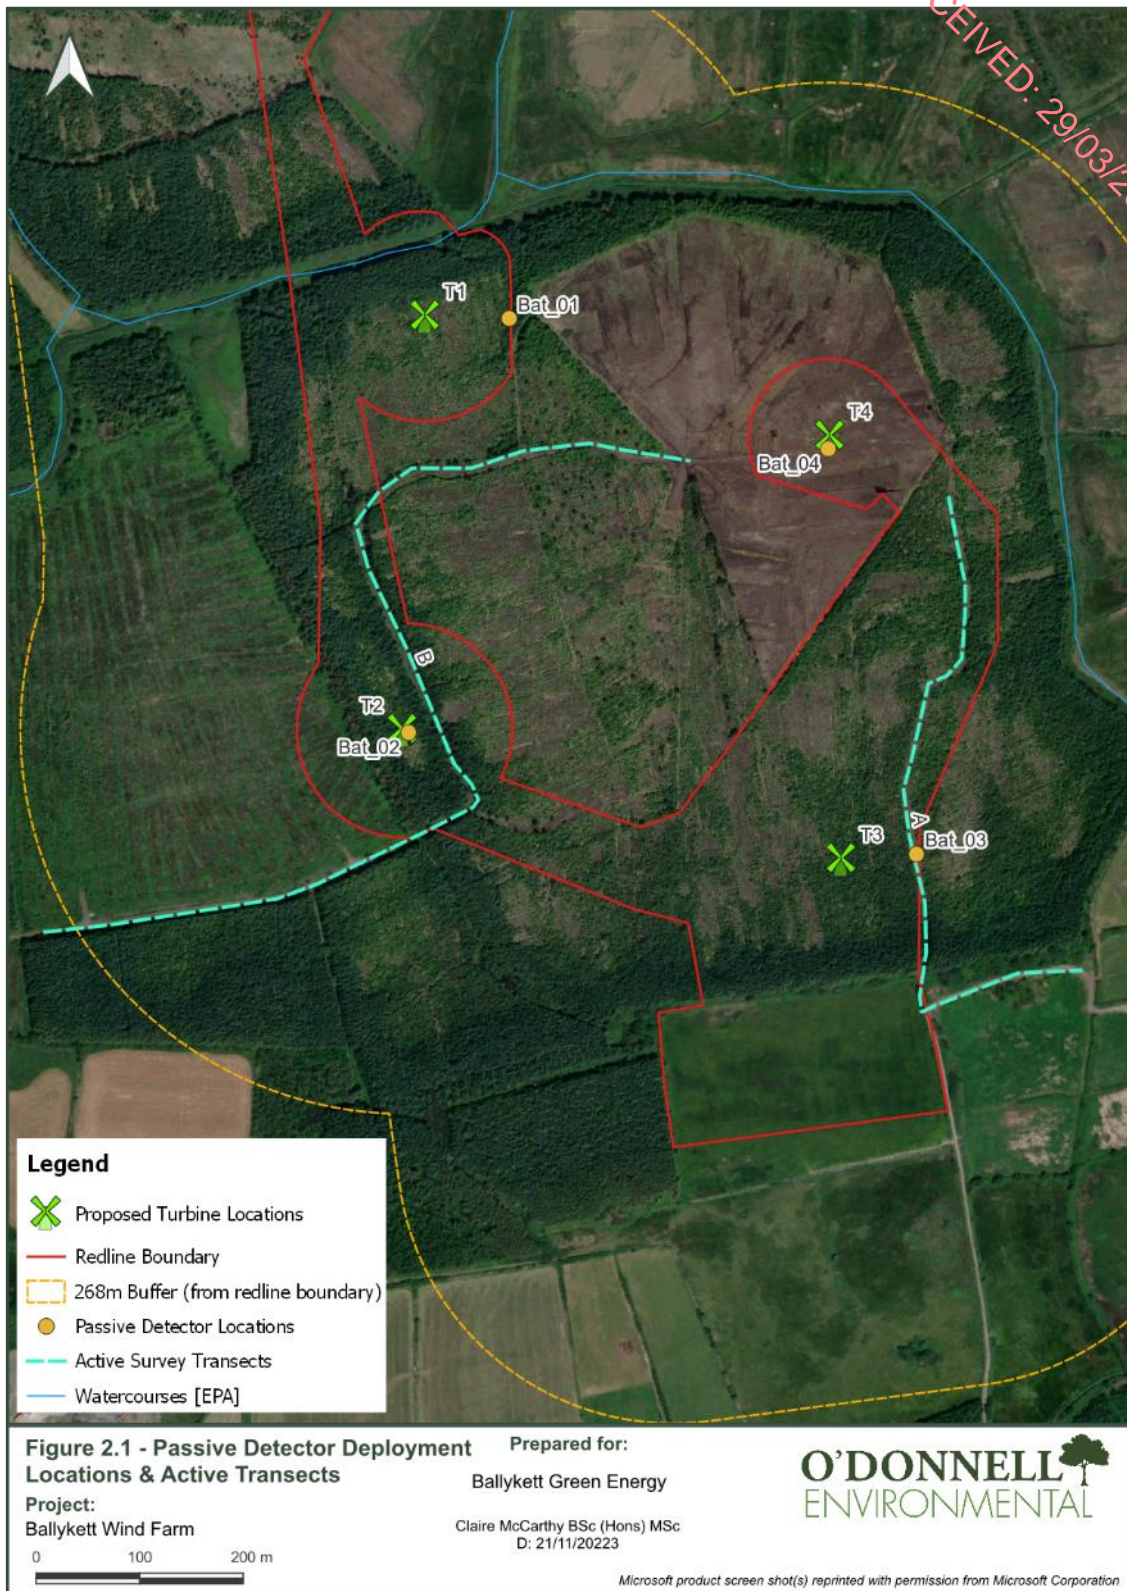 CEIVED: 29/03/20
T1
Bat_01
T4
Bat_04
B
T2
Bat_02
T3
A
Bat_03
Legend
Proposed Turbine Locations
Redline Boundary
268m Buffer (from redline boundary)
Passive Detector Locations
Active Survey Transects
Watercourses [EPA]
Figure 2.1 - Passive Detector Deployment
Locations & Active Transects
Project:
Ballykett Wind Farm
0 100 200 m
Prepared for:
Ballykett Green Energy
Claire McCarthy BSc (Hons) MSc
D: 21/11/20223
O'DONNELL
ENVIRONMENTAL
Microsoft product screen shot(s) reprinted with permission from Microsoft Corporation